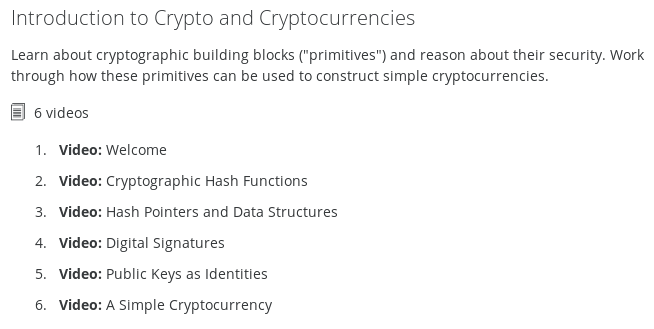 Introduction to Crypto and Cryptocurrencies
Learn about cryptographic building blocks ("primitives") and reason about their security. Work
through how these primitives can be used to construct simple cryptocurrencies.
6 videos
1. Video: Welcome
2. Video: Cryptographic Hash Functions
3. Video: Hash Pointers and Data Structures
4. Video: Digital Signatures
5. Video: Public Keys as Identities
6. Video: A Simple Cryptocurrency